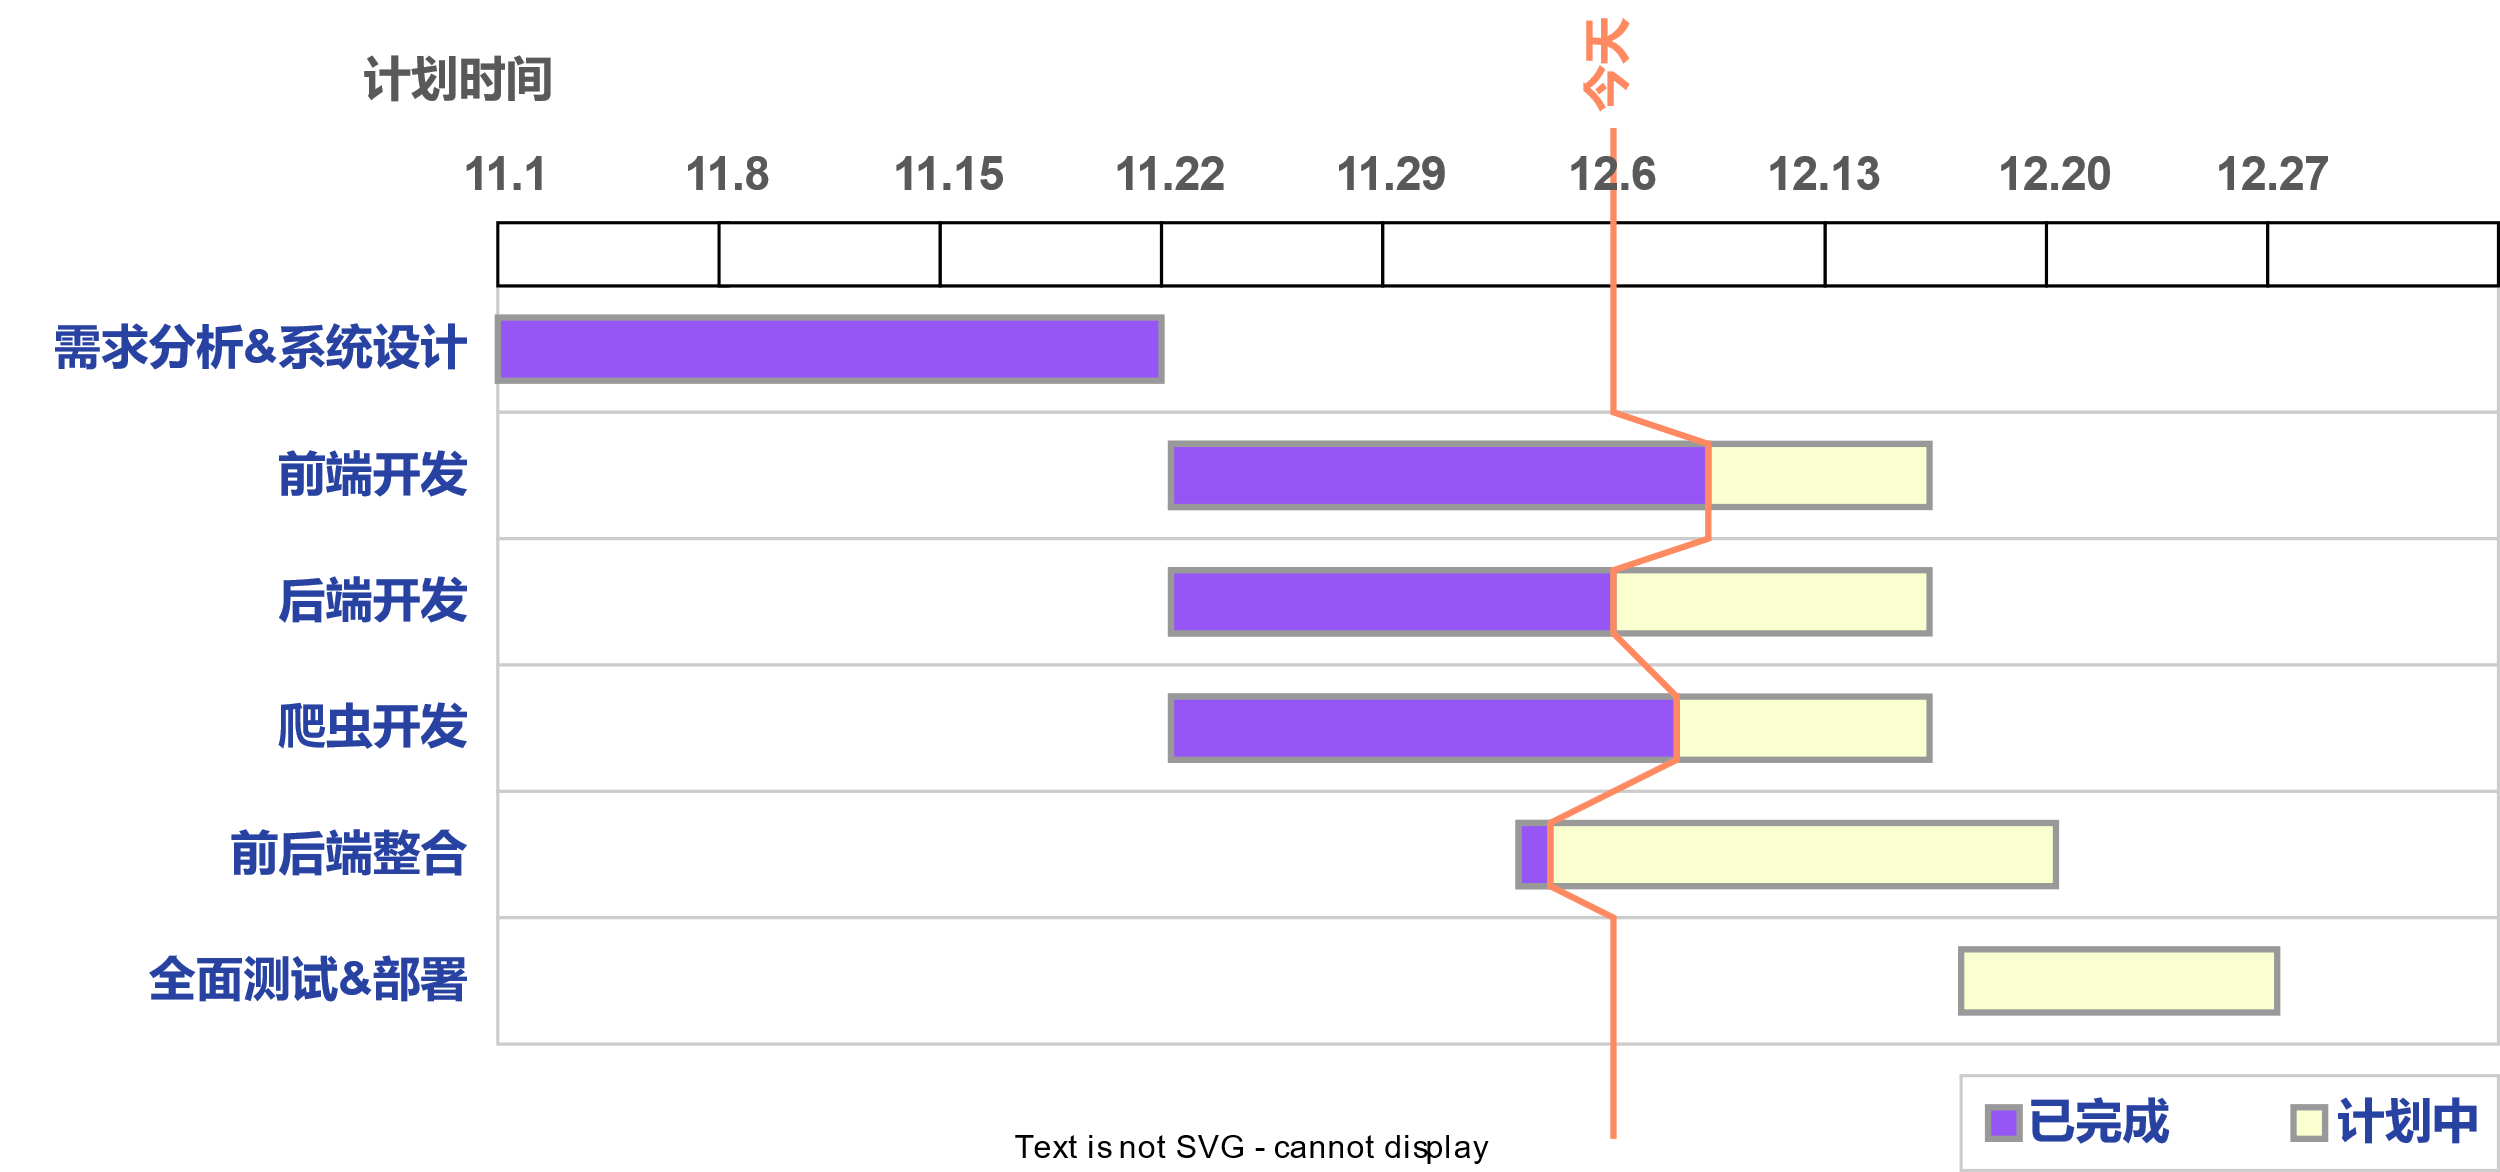 今天
计划时间
11.1 11.8 11.15 11.22 11.29 12.6 12.13 12.20 12.27
需求分析&系统设计
前端开发
后端开发
爬虫开发
前后端整合
全面测试&部署
已完成 计划中
Text is not SVG - cannot display